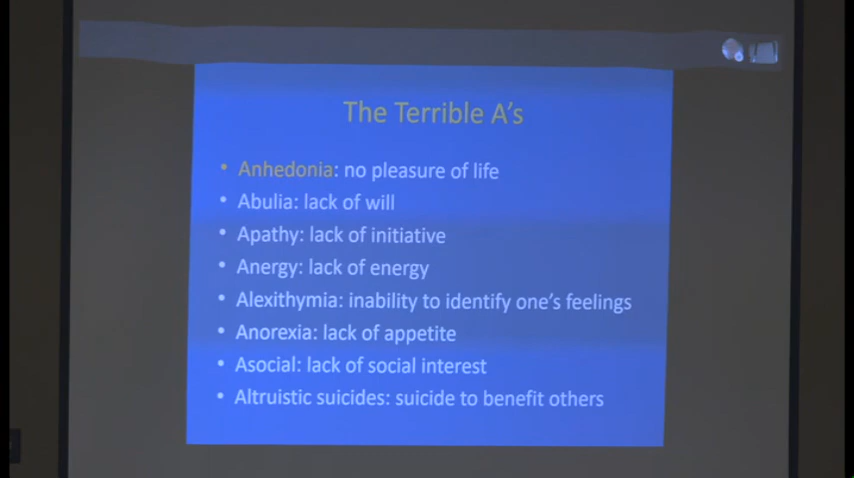 The Terrible A's
• Anhedonia: no pleasure of life
• Abulia: lack of will
• Apathy: lack of initiative
• Anergy: lack of energy
• Alexithymia: inability to identify one's feelings
• Anorexia: lack of appetite
• Asocial: lack of social interest
• Altruistic suicides: suicide to benefit others